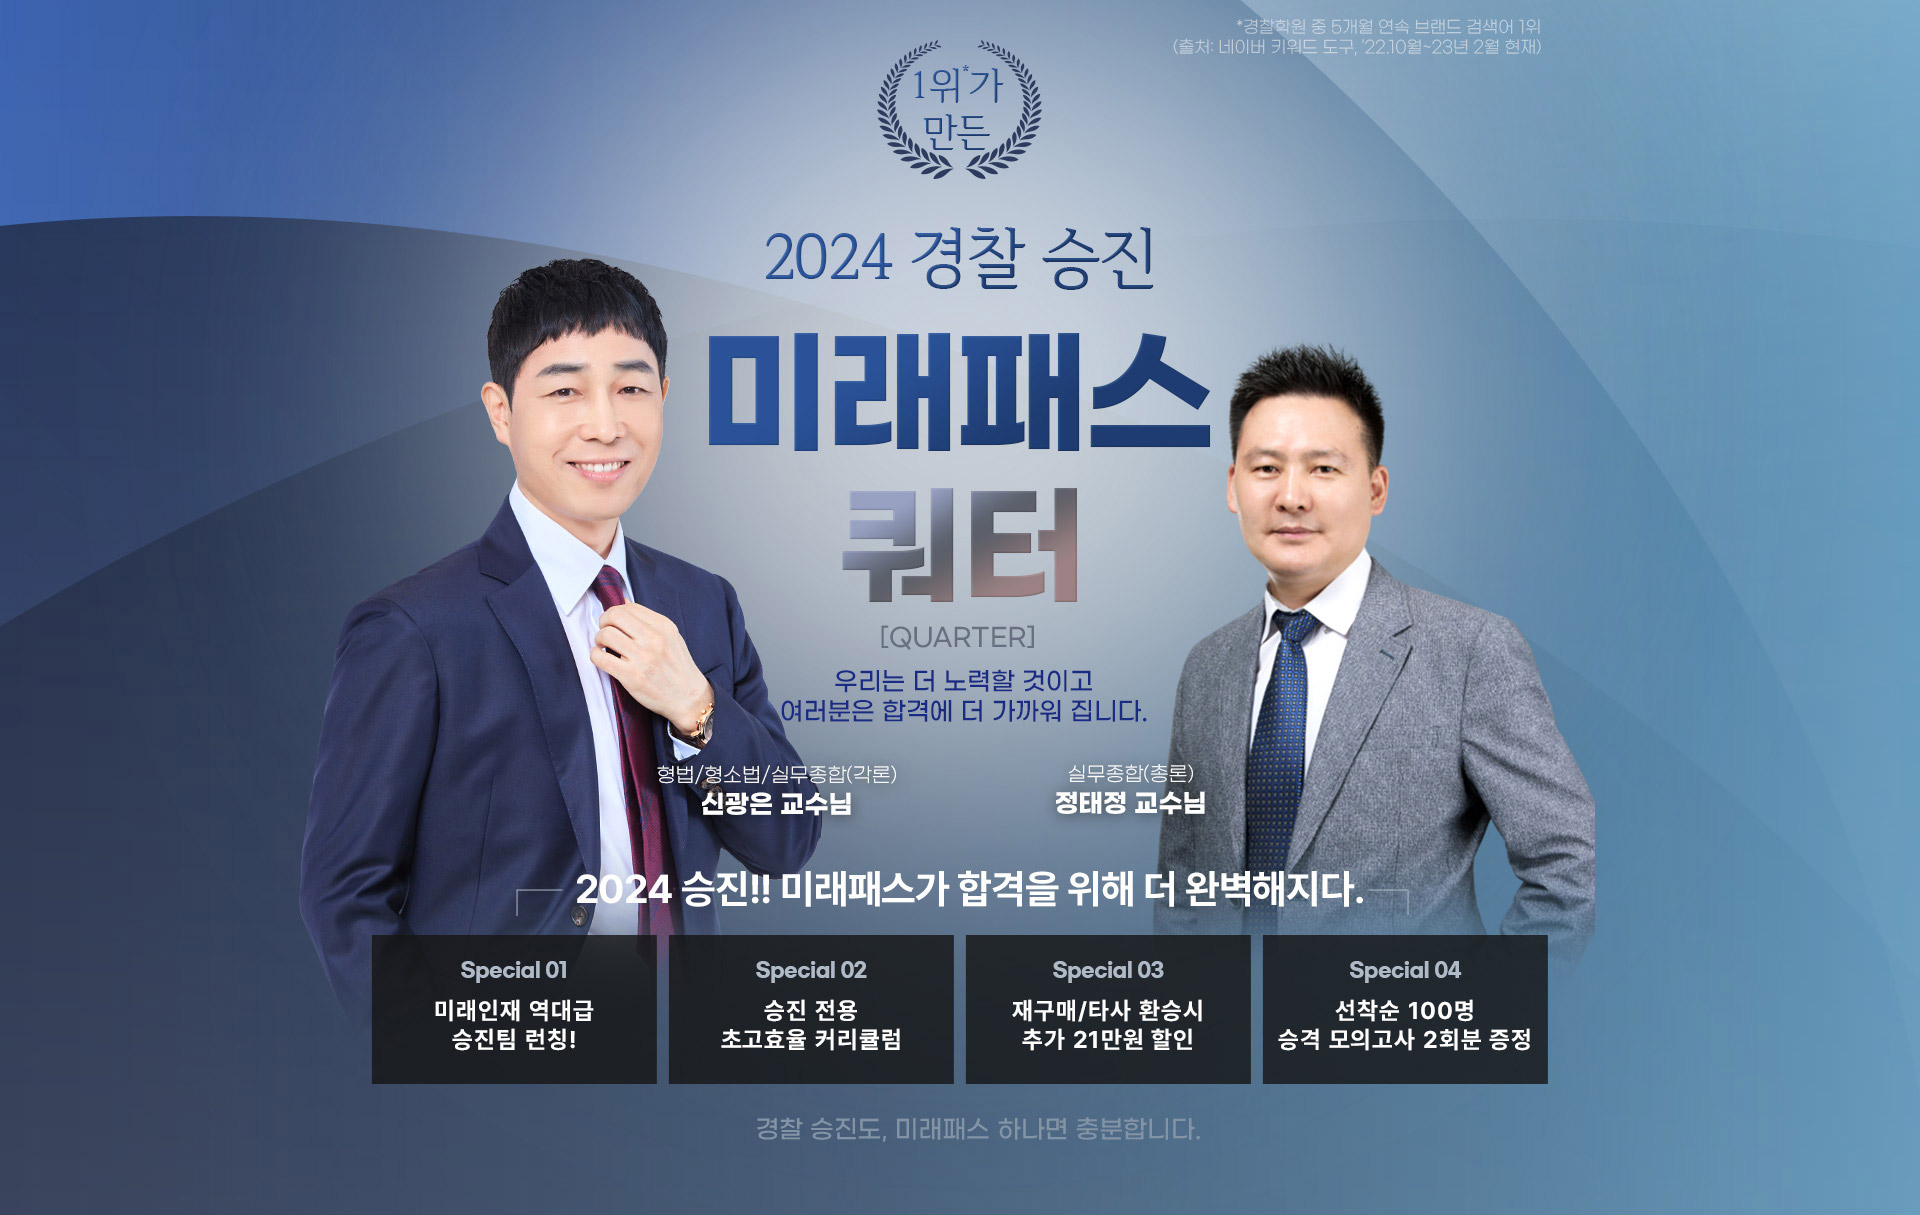 *경찰학원 중 5개월 연속 브랜드 검색어 1위
(출처: 네이버 키워드 도구, '22.10월~23년 2월 현재)
1위*가
만든
2024 경찰 승진
미래패스
쿼터
[QUARTER]
우리는 더 노력할 것이고
여러분은 합격에 더 가까워 집니다.
형법/형소법/실무종합(각론)
신광은 교수님
실무종합(총론)
정태정 교수님
2024 승진!! 미래패스가 합격을 위해 더 완벽해지다.
Special 01
미래인재 역대급
승진팀 런칭!
Special 02
승진 전용
초고효율 커리큘럼
Special 03
재구매/타사 환승시
추가 21만원 할인
Special 04
선착순 100명
승격 모의고사 2회분 증정
경찰 승진도, 미래패스 하나면 충분합니다.